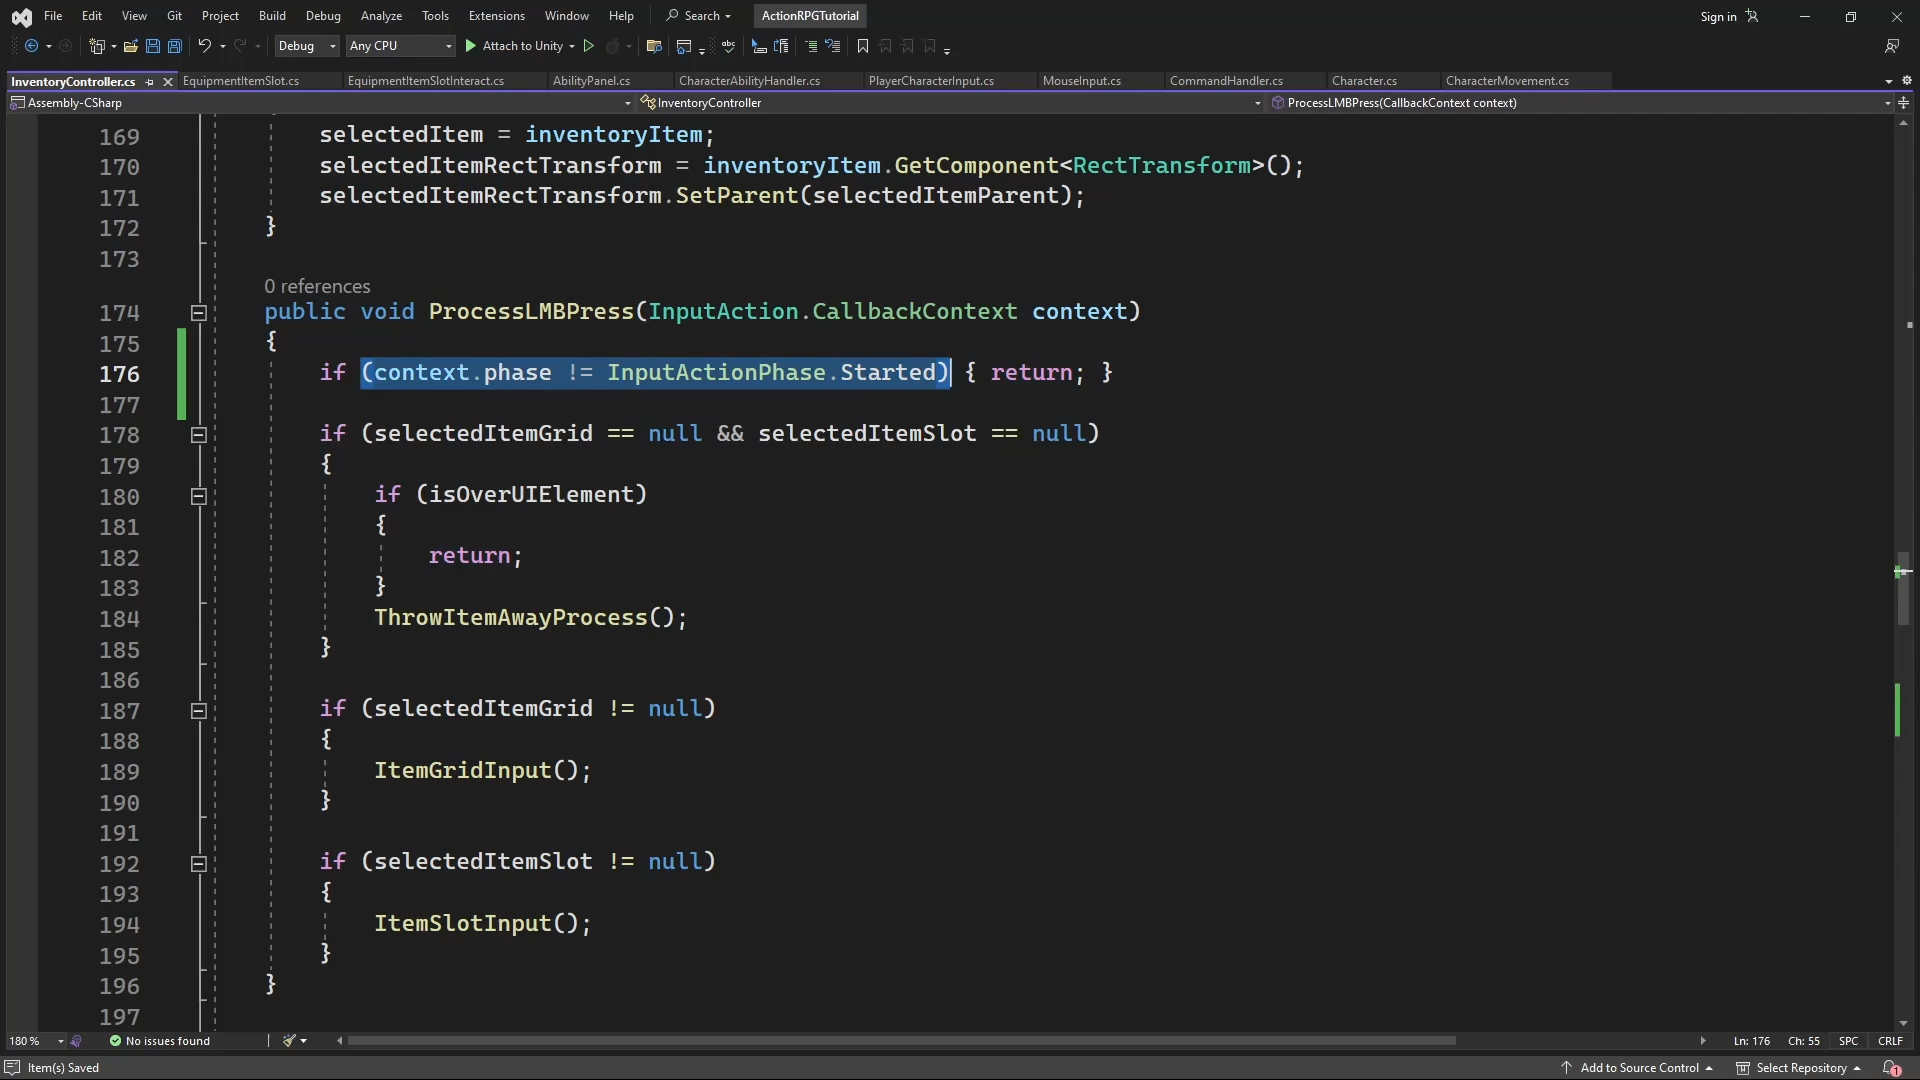 File Edit View Git Project Build Debug Analyze Tools Extensions Window Help Search ActionRPGTutorial Sign in
Debug Any CPU Attach to Unity
InventoryController.cs EquipmentItemSlot.cs EquipmentItemSlotInteract.cs AbilityPanel.cs CharacterAbilityHandler.cs PlayerCharacterInput.cs MouseInput.cs CommandHandler.cs Character.cs CharacterMovement.cs
Assembly-CSharp InventoryController ProcessLMBPress(CallbackContext context)
169 selectedItem = inventoryItem;
170 selectedItemRectTransform = inventoryItem.GetComponent<RectTransform>();
171 selectedItemRectTransform.SetParent(selectedItemParent);
172 }
173
0 references
174 public void ProcessLMBPress(InputAction.CallbackContext context)
175 {
176 if (context.phase != InputActionPhase.Started) { return; }
177
178 if (selectedItemGrid == null && selectedItemSlot == null)
179 {
180 if (isOverUIElement)
181 {
182 return;
183 }
184 ThrowItemAwayProcess();
185 }
186
187 if (selectedItemGrid != null)
188 {
189 ItemGridInput();
190 }
191
192 if (selectedItemSlot != null)
193 {
194 ItemSlotInput();
195 }
196 }
197
180 % No issues found Ln: 176 Ch: 55 SPC CRLF
Item(s) Saved Add to Source Control Select Repository 1